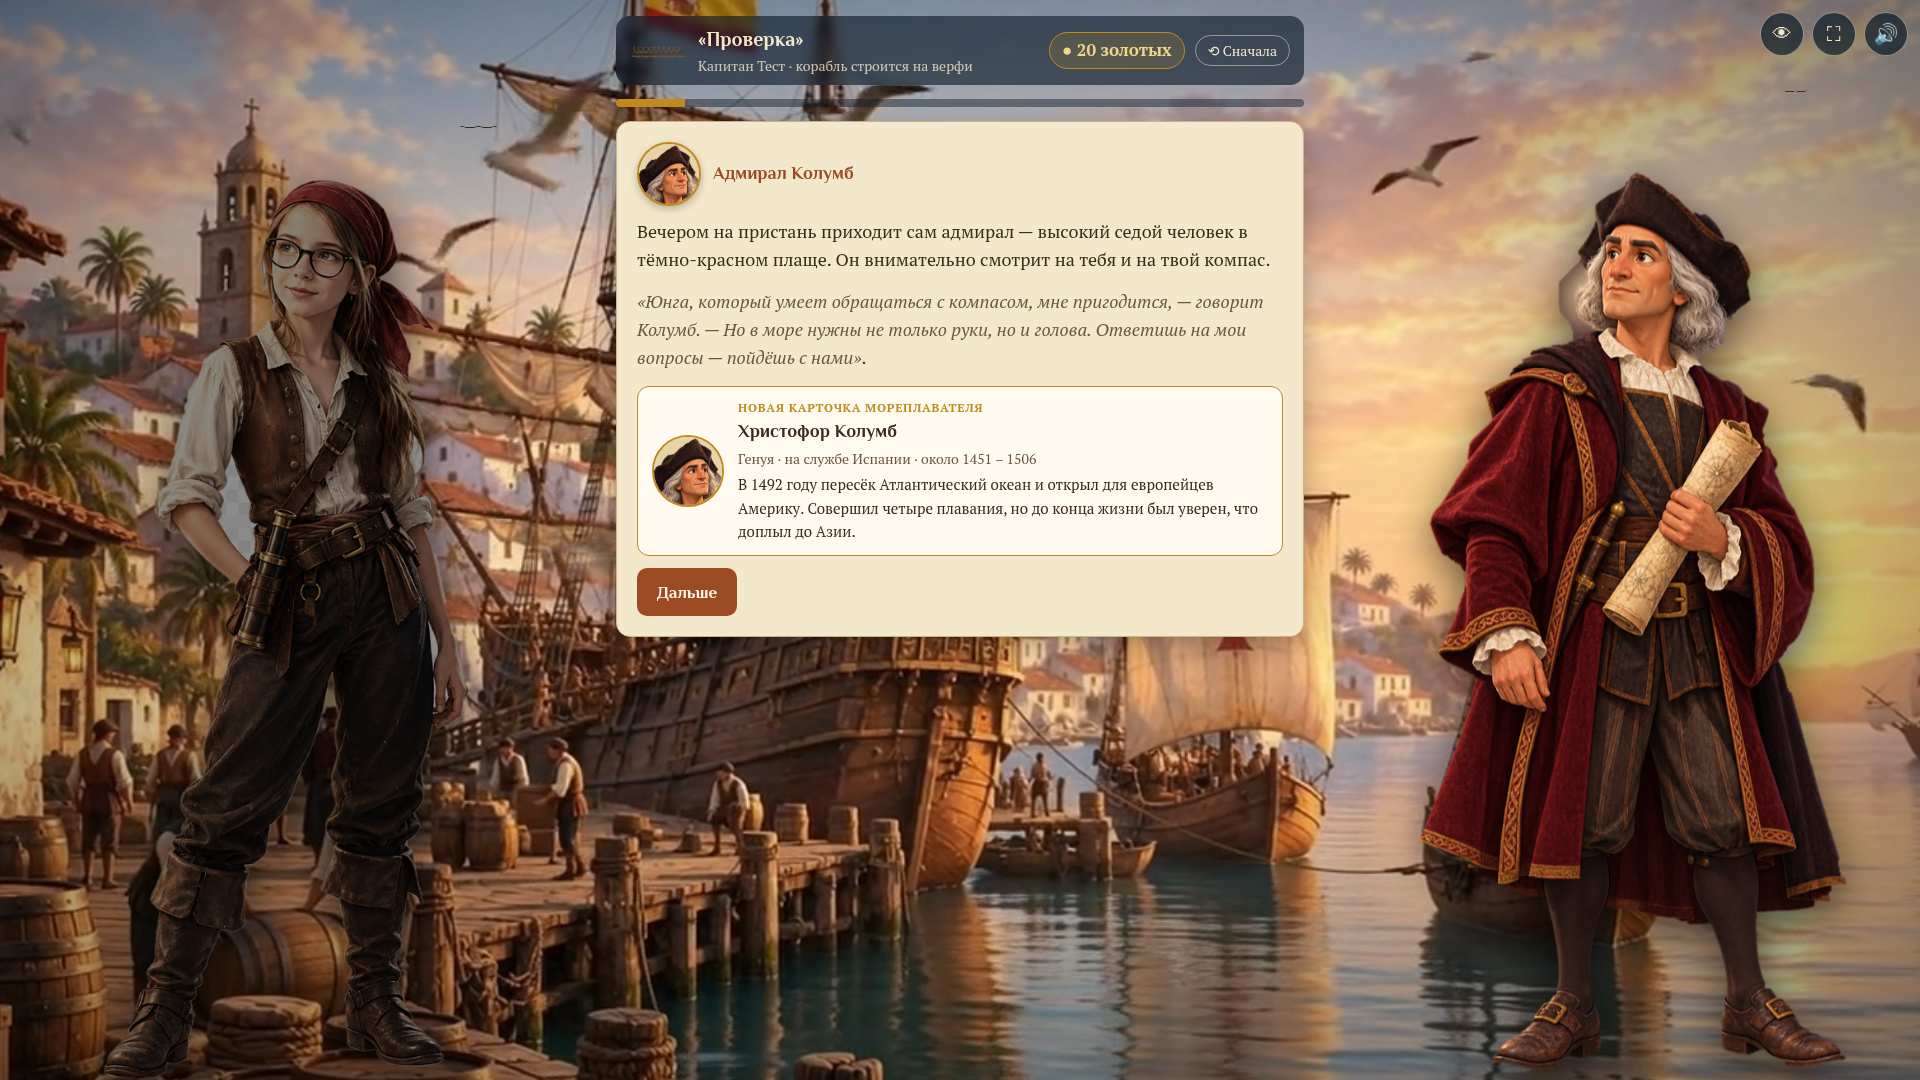 «Проверка»
Капитан Тест · корабль строится на верфи
● 20 золотых
⟲ Сначала
Адмирал Колумб
Вечером на пристань приходит сам адмирал — высокий седой человек в
тёмно-красном плаще. Он внимательно смотрит на тебя и на твой компас.
«Юнга, который умеет обращаться с компасом, мне пригодится, — говорит
Колумб. — Но в море нужны не только руки, но и голова. Ответишь на мои
вопросы — пойдёшь с нами».
НОВАЯ КАРТОЧКА МОРЕПЛАВАТЕЛЯ
Христофор Колумб
Генуя · на службе Испании · около 1451 – 1506
В 1492 году пересёк Атлантический океан и открыл для европейцев
Америку. Совершил четыре плавания, но до конца жизни был уверен, что
доплыл до Азии.
Дальше